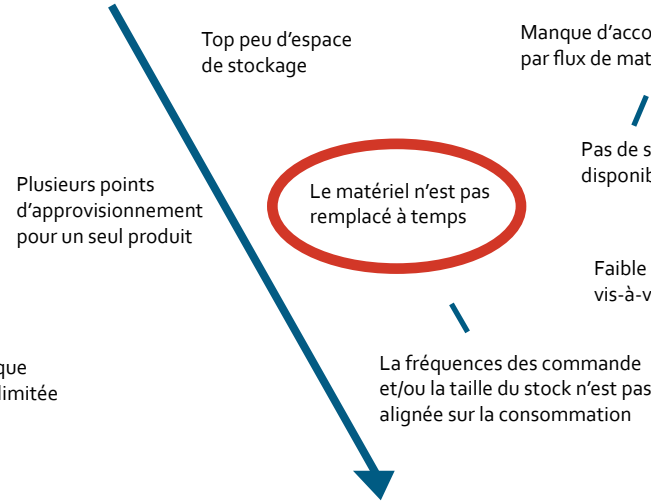 Top peu d'espace
de stockage
Manque d'acco
par flux de mat
Plusieurs points
d'approvisionnement
pour un seul produit
Le matériel n'est pas
remplacé à temps
Pas de s
disponib
Faible
vis-à-v
que
limitée
La fréquences des commande
et/ou la taille du stock n'est pas
alignée sur la consommation